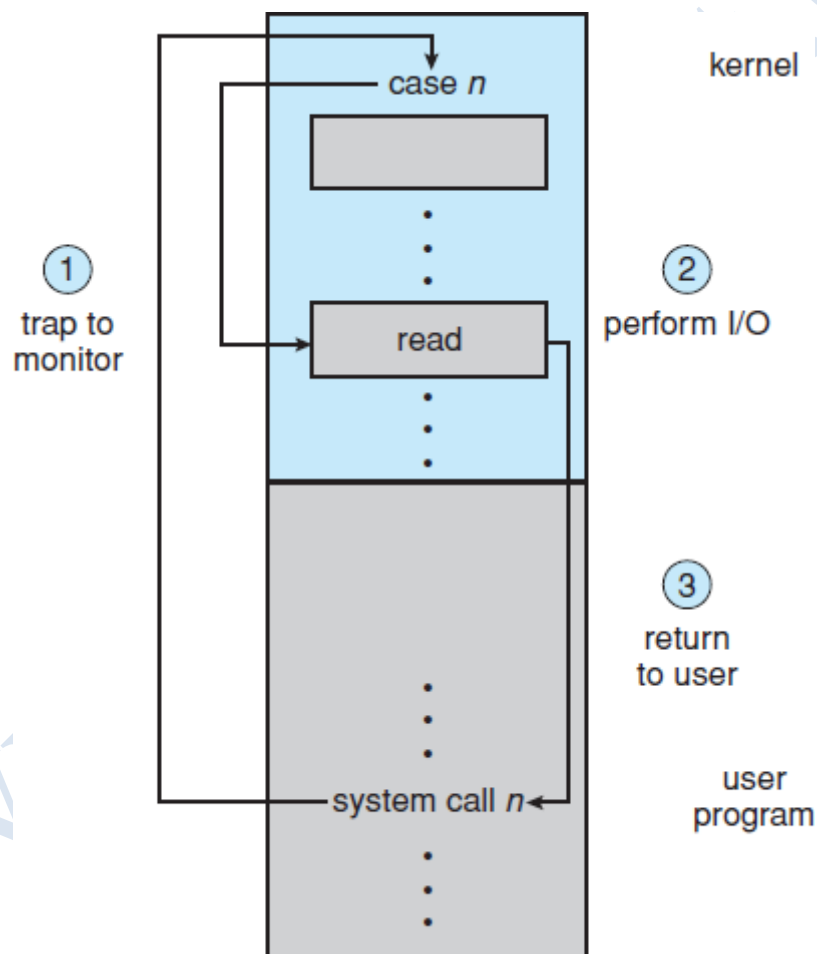 kernel
case n
1
trap to
monitor
2
perform I/O
read
3
return
to user
system call n
user
program